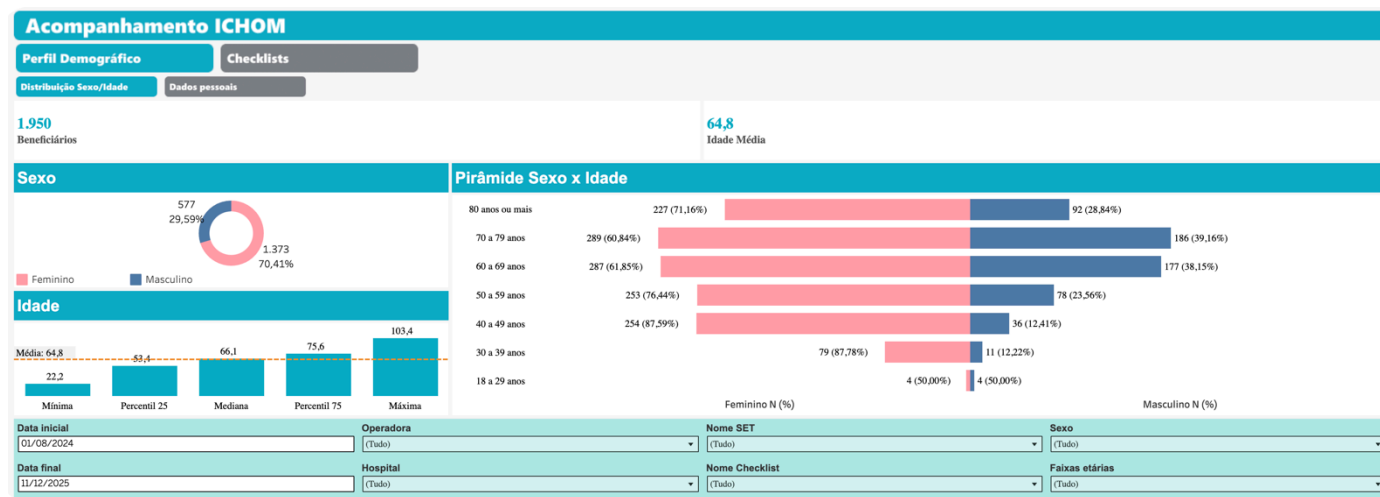 Acompanhamento ICHOM
Perfil Demográfico
Checklists
Distribuição Sexo/Idade
Dados pessoais
1.950
Beneficiários
64,8
Idade Média
Sexo
577
29,59%
1.373
70,41%
Feminino
Masculino
Idade
Média: 64,8
22,2
53,4
66,1
75,6
103,4
Mínima
Percentil 25
Mediana
Percentil 75
Máxima
Pirâmide Sexo x Idade
80 anos ou mais
227 (71,16%)
92 (28,84%)
70 a 79 anos
289 (60,84%)
186 (39,16%)
60 a 69 anos
287 (61,85%)
177 (38,15%)
50 a 59 anos
253 (76,44%)
78 (23,56%)
40 a 49 anos
254 (87,59%)
36 (12,41%)
30 a 39 anos
79 (87,78%)
11 (12,22%)
18 a 29 anos
4 (50,00%)
4 (50,00%)
Feminino N (%)
Masculino N (%)
Data inicial
01/08/2024
Operadora
(Tudo)
Nome SET
(Tudo)
Sexo
(Tudo)
Data final
11/12/2025
Hospital
(Tudo)
Nome Checklist
(Tudo)
Faixas etárias
(Tudo)